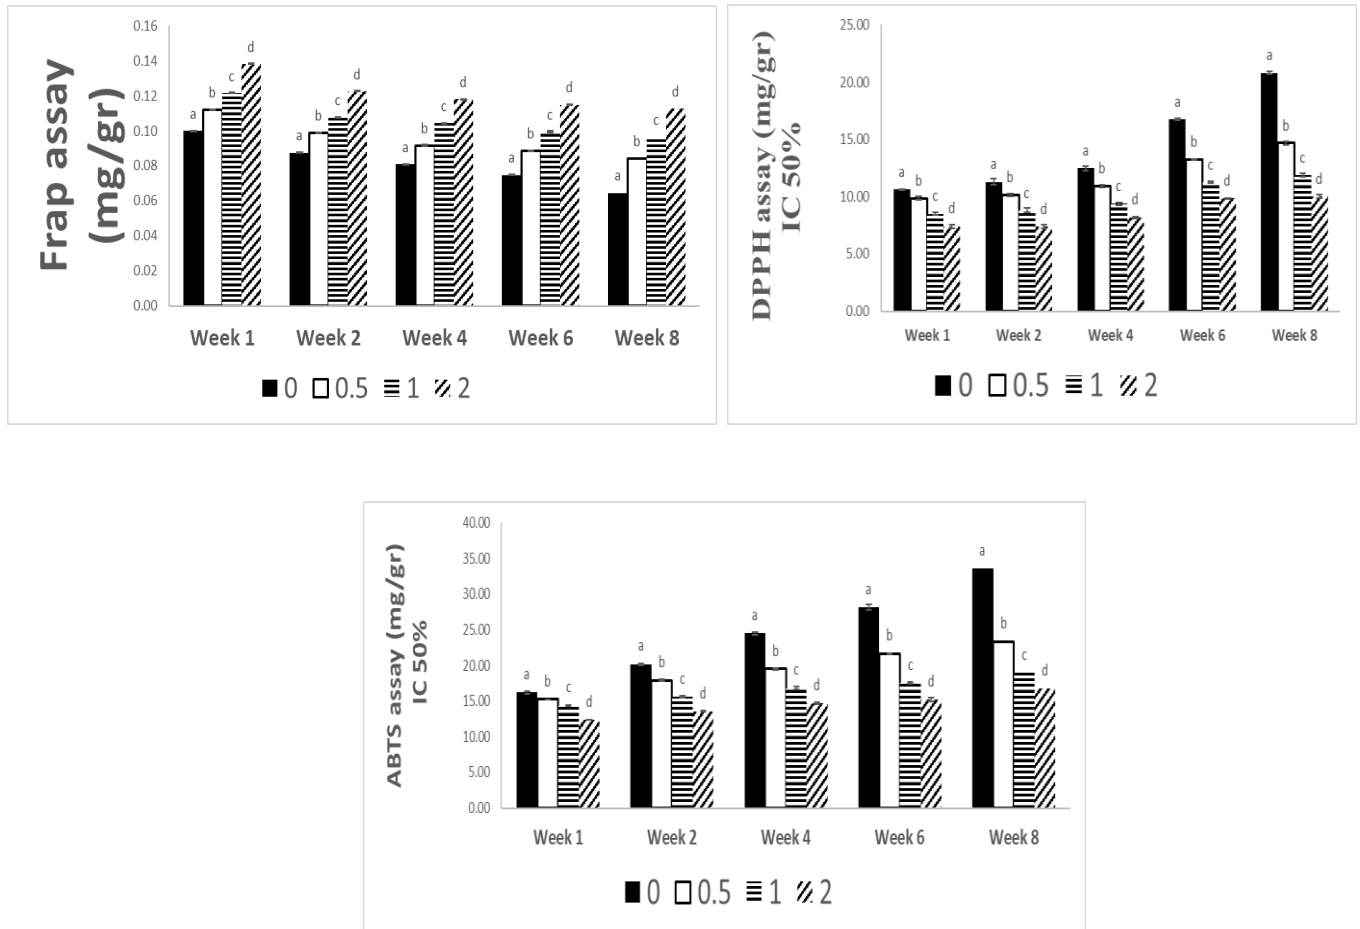 Frap assay
(mg/gr)
0.16
0.14
0.12
0.10
0.08
0.06
0.04
0.02
0.00
a b c d
a b c d
a b c d
a b c d
a b c d
Week 1 Week 2 Week 4 Week 6 Week 8
0 0.5 1 2
DPPH assay (mg/gr)
IC 50%
25.00
20.00
15.00
10.00
5.00
0.00
a b c d
a b c d
a b c d
a b c d
a b c d
Week 1 Week 2 Week 4 Week 6 Week 8
0 0.5 1 2
ABTS assay (mg/gr)
IC 50%
40.00
35.00
30.00
25.00
20.00
15.00
10.00
5.00
0.00
a b c d
a b c d
a b c d
a b c d
a b c d
Week 1 Week 2 Week 4 Week 6 Week 8
0 0.5 1 2